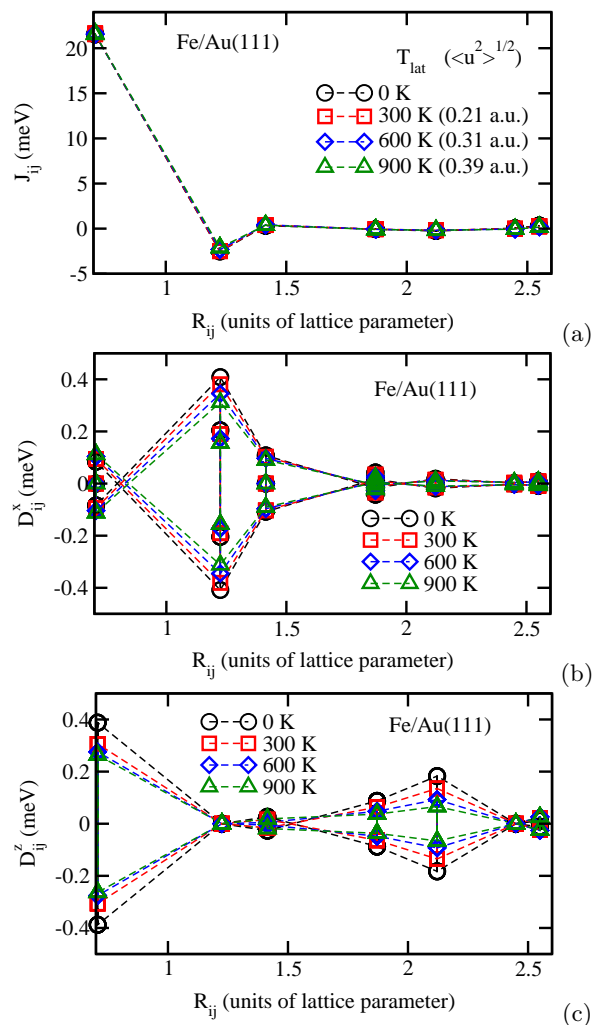 Fe/Au(111)
T_lat (<u^2>^1/2)
0 K
300 K (0.21 a.u.)
600 K (0.31 a.u.)
900 K (0.39 a.u.)
J_ij (meV)
20
15
10
5
0
-5
1 1.5 2 2.5
R_ij (units of lattice parameter)
(a)
Fe/Au(111)
D_ij^x (meV)
0.4
0.2
0
-0.2
-0.4
0 K
300 K
600 K
900 K
1 1.5 2 2.5
R_ij (units of lattice parameter)
(b)
0 K
300 K
600 K
900 K
Fe/Au(111)
D_ij^z (meV)
0.4
0.2
0
-0.2
-0.4
1 1.5 2 2.5
R_ij (units of lattice parameter)
(c)